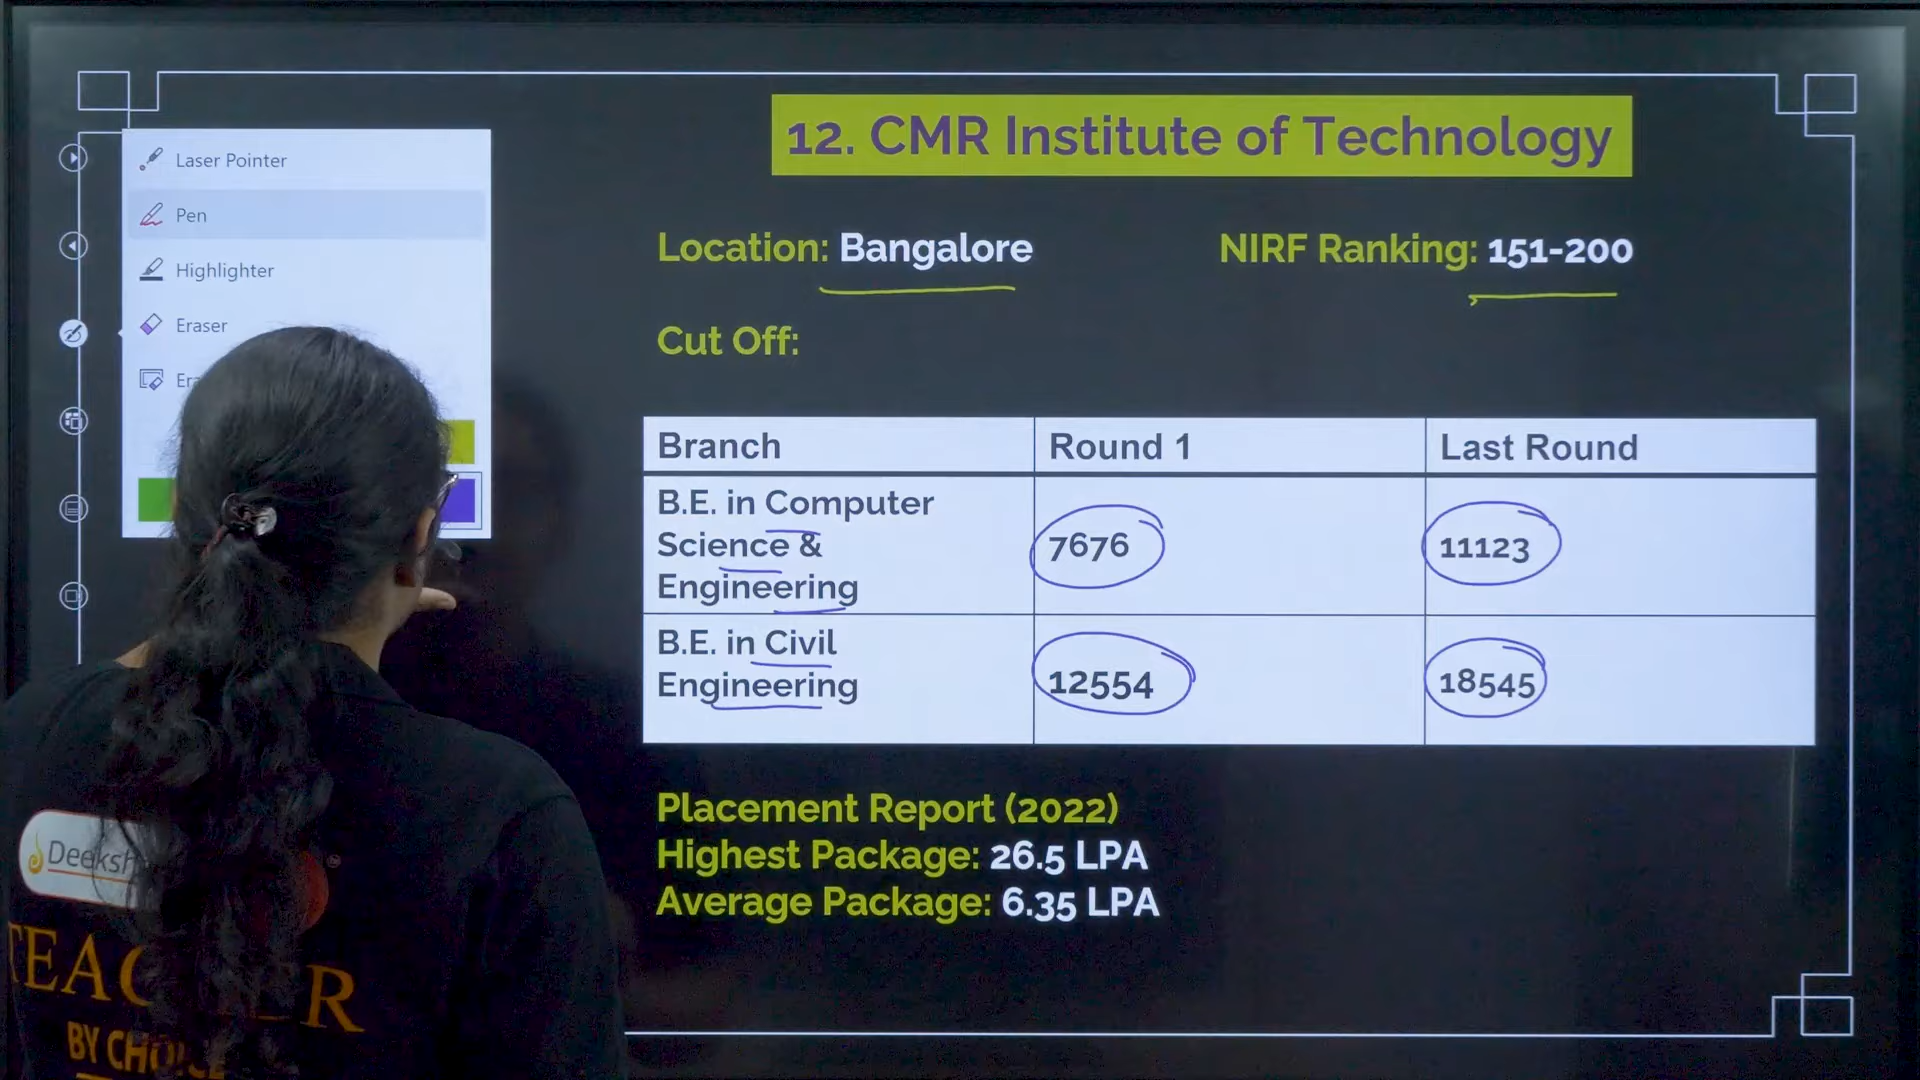 12. CMR Institute of Technology
Laser Pointer
Pen
Highlighter
Eraser
Location: Bangalore
NIRF Ranking: 151-200
Cut Off:
Branch
Round 1
Last Round
B.E. in Computer
Science &
Engineering
7676
11123
B.E. in Civil
Engineering
12554
18545
Placement Report (2022)
Highest Package: 26.5 LPA
Average Package: 6.35 LPA
BY